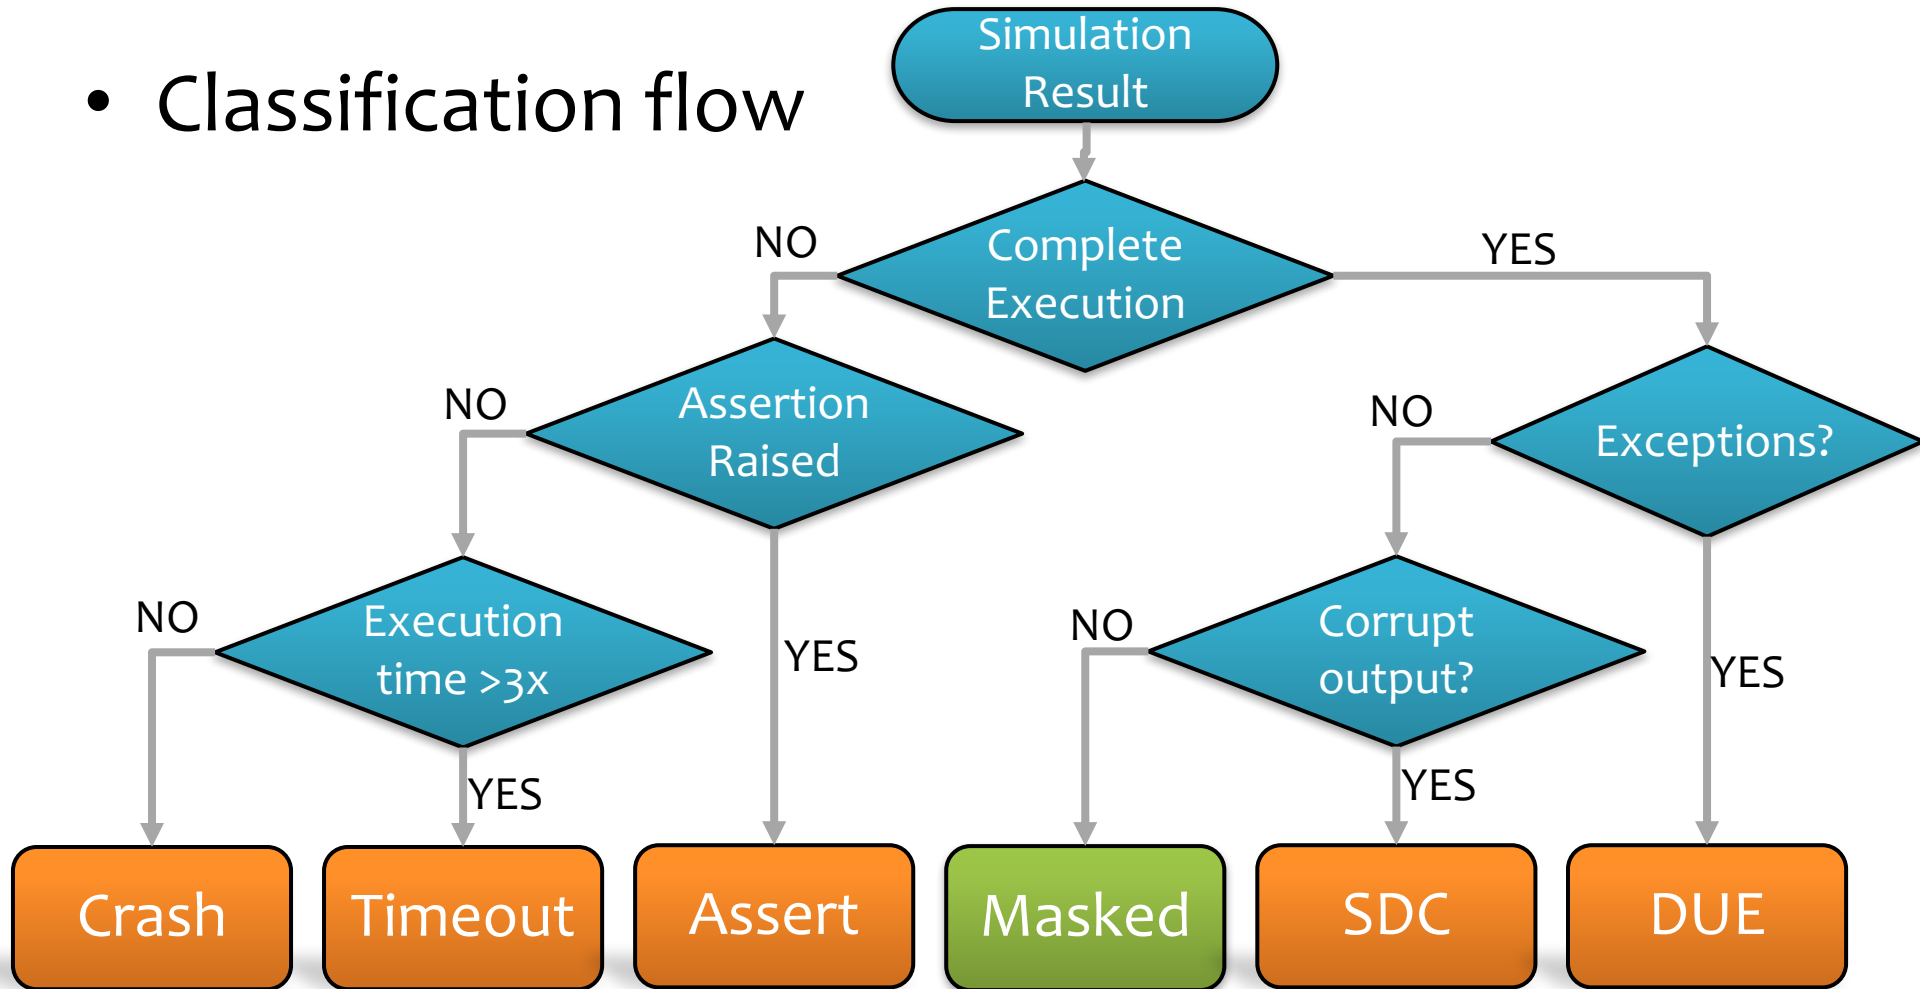 Simulation
Result
• Classification flow
NO
Complete
Execution
YES
NO
Assertion
Raised
NO
Exceptions?
NO
Execution
time >3x
YES
NO
Corrupt
output?
YES
YES
YES
Crash
Timeout
Assert
Masked
SDC
DUE